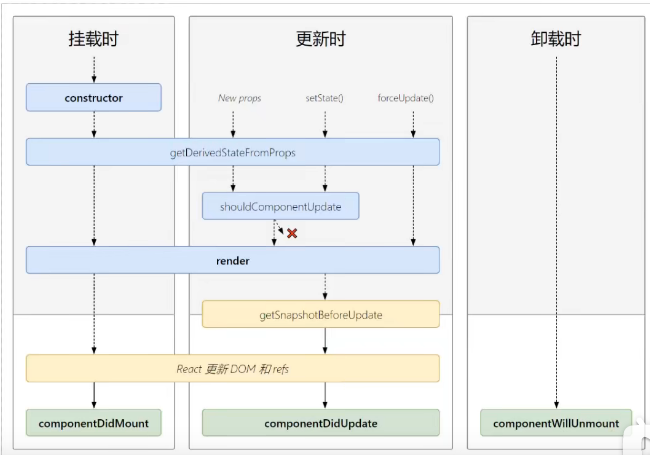 挂载时
更新时
卸载时
constructor
New props
setState()
forceUpdate()
getDerivedStateFromProps
shouldComponentUpdate
render
getSnapshotBeforeUpdate
React 更新 DOM 和 refs
componentDidMount
componentDidUpdate
componentWillUnmount